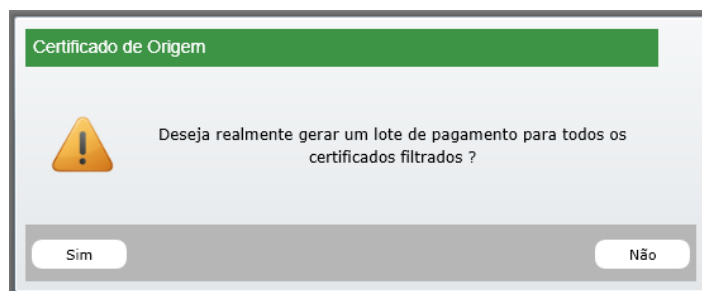 Certificado de Origem
Deseja realmente gerar um lote de pagamento para todos os
certificados filtrados ?
Sim
Não